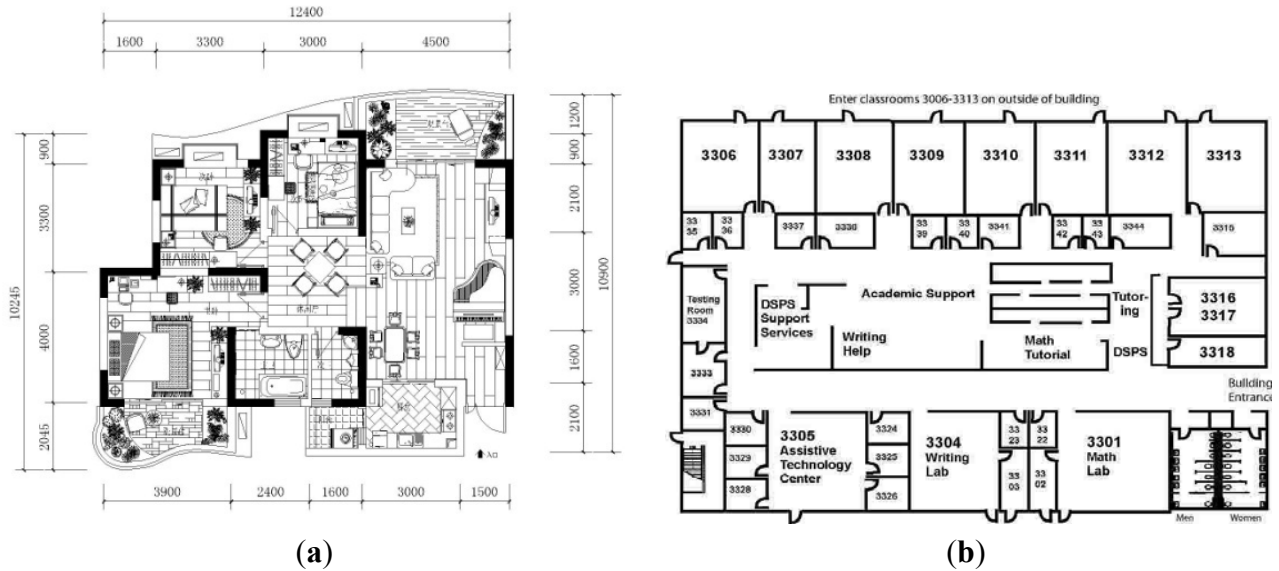 12400
1600 3300 3000 4500
900
3300
4000
2045
10245
1200
900
2100
3000
1600
2100
10900
入口
3900 2400 1600 3000 1500
(a)
Enter classrooms 3006-3313 on outside of building
3306 3307 3308 3309 3310 3311 3312 3313
33
35
33
36
3337
3338
33
39
33
40
3341
33
42
33
43
3344
3315
Testing
Room
3334
DSPS
Support
Services
Academic Support
Writing
Help
Math
Tutorial
Tutor-
ing
DSPS
3316
3317
3318
Building
Entrance
3333
3331
3330
3329
3328
3305
Assistive
Technology
Center
3324
3325
3326
3304
Writing
Lab
33
23
33
22
33
03
33
02
3301
Math
Lab
Men Women
(b)